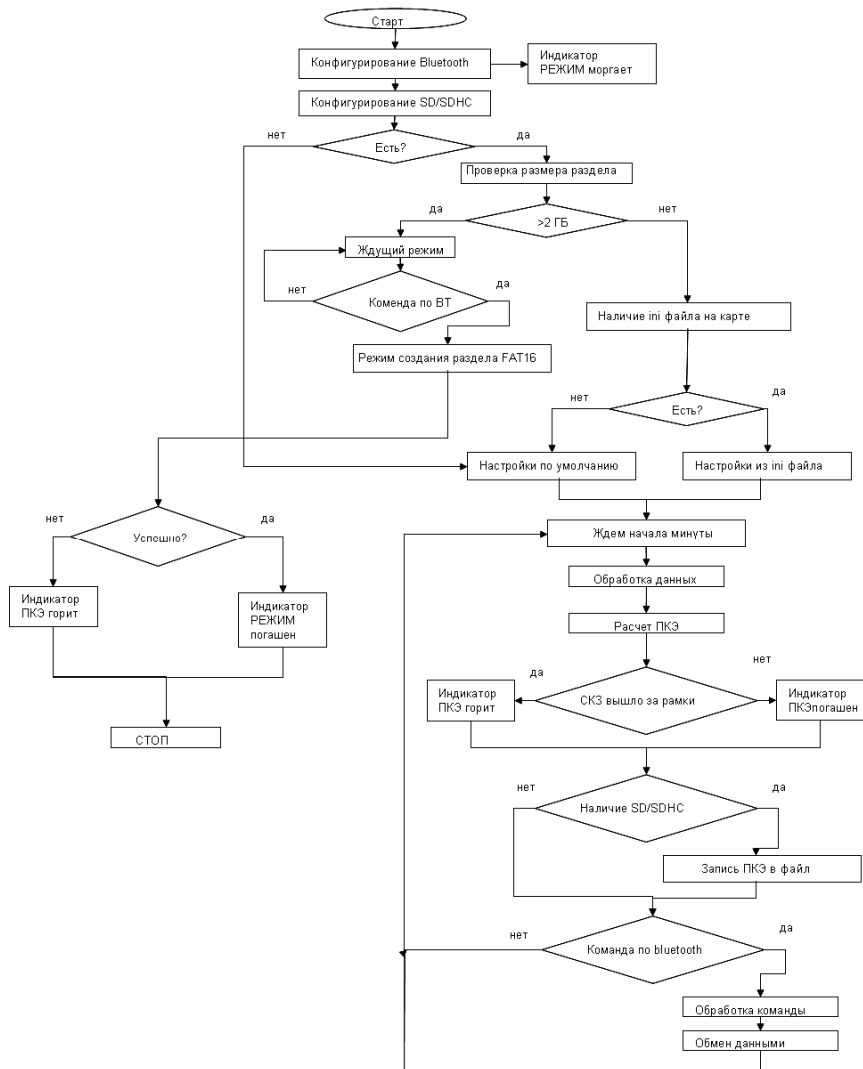 Старт
Конфигурирование Bluetooth
Индикатор
РЕЖИМ моргает
Конфигурирование SD/SDHC
нет
да
Есть?
Проверка размера раздела
да
нет
>2 ГБ
Ждущий режим
нет
да
Коменда по ВТ
Наличие ini файла на карте
Режим создания раздела FAT16
нет
да
Есть?
Настройки по умолчанию
Настройки из ini файла
нет
да
Успешно?
Ждем начала минуты
Обработка данных
Индикатор
ПКЭ горит
Индикатор
РЕЖИМ
погашен
Расчет ПКЭ
да
нет
Индикатор
ПКЭ горит
СКЗ вышло за рамки
Индикатор
ПКЭпогашен
СТОП
нет
да
Наличие SD/SDHC
Запись ПКЭ в файл
нет
да
Команда по bluetooth
Обработка команды
Обмен данными